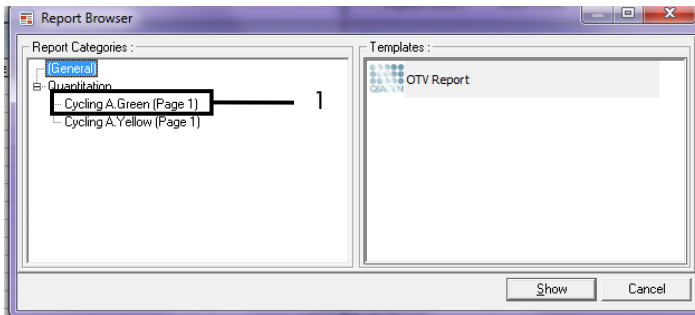 Report Browser
Report Categories :
(General)
Quantitation
Cycling A.Green (Page 1)
Cycling A.Yellow (Page 1)
1
Templates :
QIAGEN
OTV Report
Show
Cancel